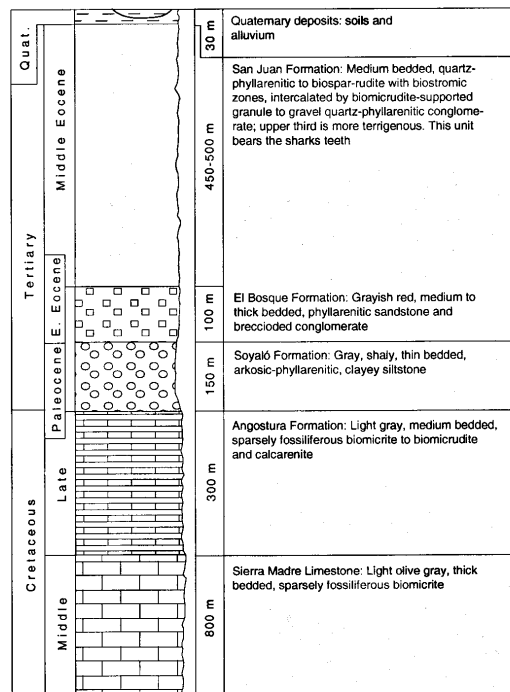 Quat.
30 m
Quaternary deposits: soils and
alluvium
Tertiary
Middle Eocene
450-500 m
San Juan Formation: Medium bedded, quartz-
phyllarenitic to biospar-rudite with biostromic
zones, intercalated by biomicrudite-supported
granule to gravel quartz-phyllarenitic conglome-
rate; upper third is more terrigenous. This unit
bears the sharks teeth
E. Eocene
100 m
El Bosque Formation: Grayish red, medium to
thick bedded, phyllarenitic sandstone and
breccioded conglomerate
Paleocene
150 m
Soyaló Formation: Gray, shaly, thin bedded,
arkosic-phyllarenitic, clayey siltstone
Cretaceous
Late
300 m
Angostura Formation: Light gray, medium bedded,
sparsely fossiliferous biomicrite to biomicrudite
and calcarenite
Middle
800 m
Sierra Madre Limestone: Light olive gray, thick
bedded, sparsely fossiliferous biomicrite